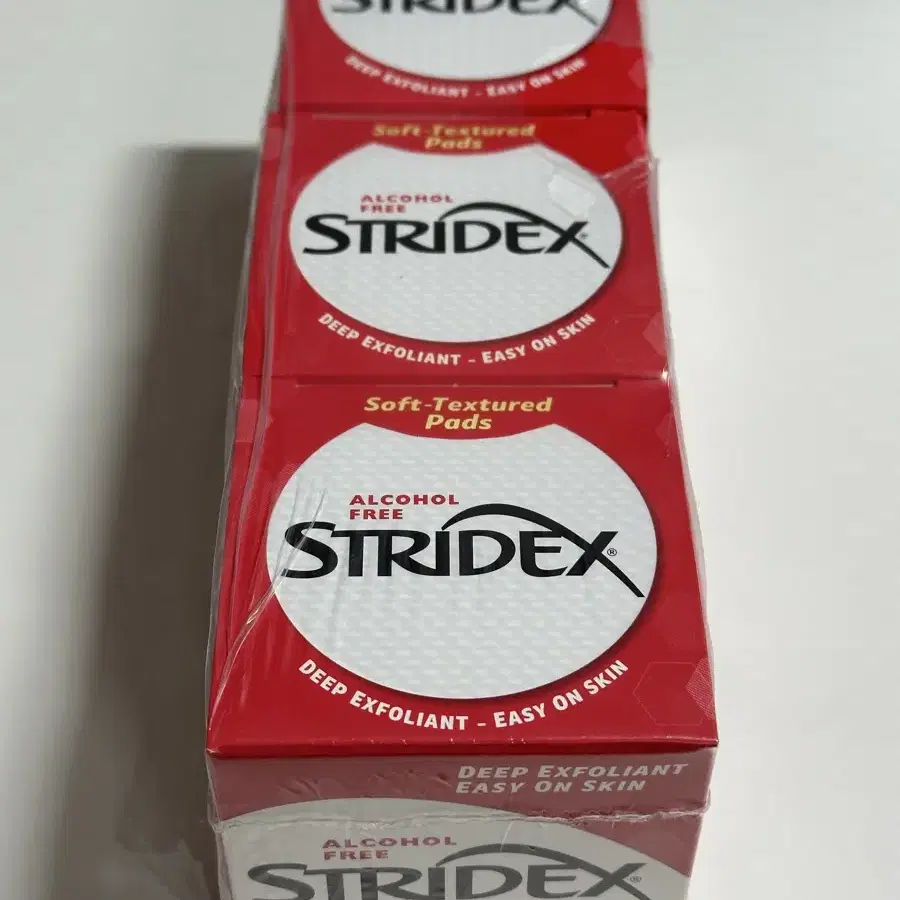 STRIDEX
DEEP EXFOLIANT - EASY ON SKIN
Soft-Textured
Pads
ALCOHOL
FREE
STRIDEX®
DEEP EXFOLIANT - EASY ON SKIN
Soft-Textured
Pads
ALCOHOL
FREE
STRIDEX®
DEEP EXFOLIANT - EASY ON SKIN
DEEP EXFOLIANT
EASY ON SKIN
ALCOHOL
FREE
STRIDEX®